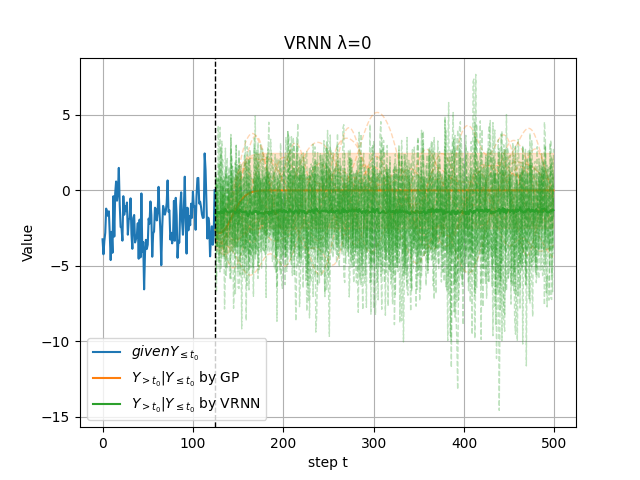 VRNN λ=0
Value
5
0
−5
−10
−15
givenY≤t₀
Y>t₀|Y≤t₀ by GP
Y>t₀|Y≤t₀ by VRNN
0 100 200 300 400 500
step t